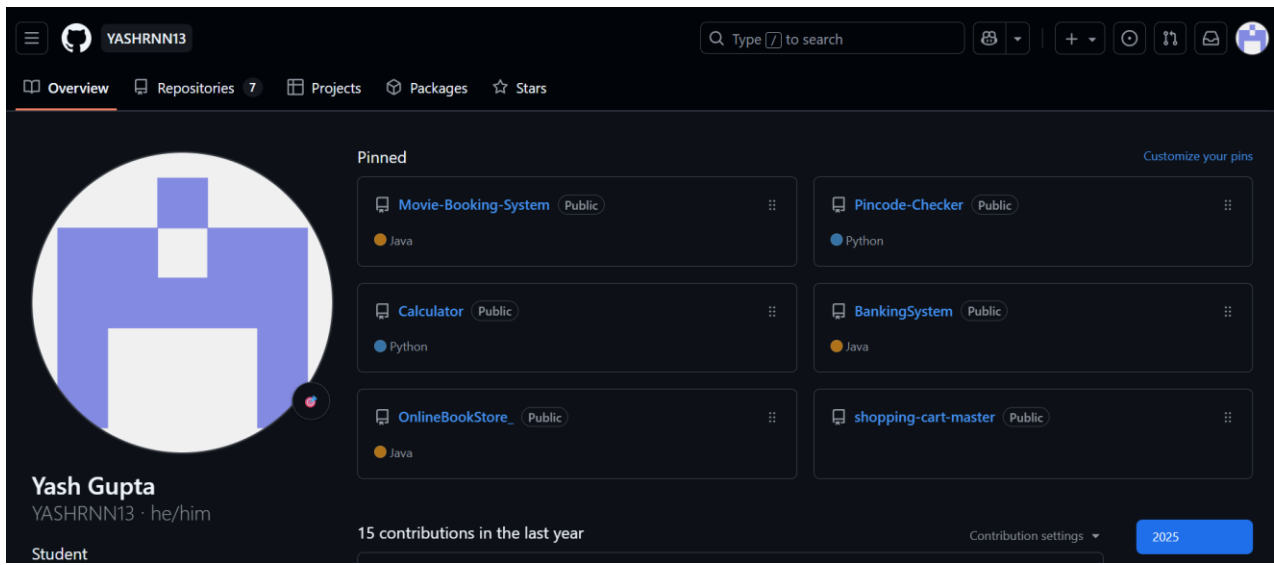 YASHRNN13
Type / to search
Overview
Repositories 7
Projects
Packages
Stars
Pinned
Customize your pins
Movie-Booking-System Public
Java
Pincode-Checker Public
Python
Calculator Public
Python
BankingSystem Public
Java
OnlineBookStore_ Public
Java
shopping-cart-master Public
Yash Gupta
YASHRNN13 · he/him
Student
15 contributions in the last year
Contribution settings
2025